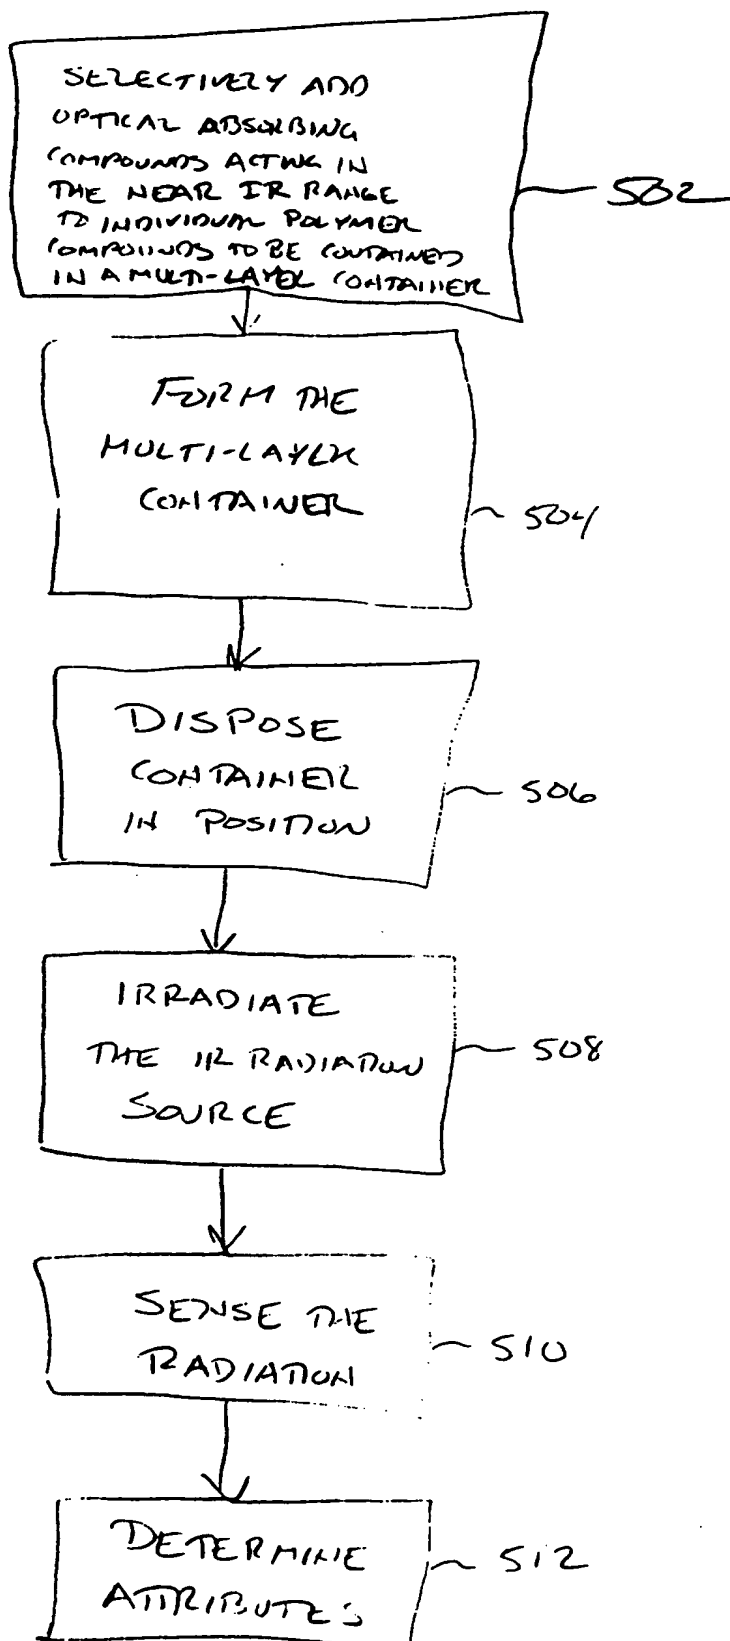 SELECTIVELY ADD
OPTICAL ABSORBING
COMPOUNDS ACTING IN
THE NEAR IR RANGE
TO INDIVIDUAL POLYMER
COMPOUNDS TO BE CONTAINED
IN A MULTI-LAYER CONTAINER
502
FORM THE
MULTI-LAYER
CONTAINER
504
DISPOSE
CONTAINER
IN POSITION
506
IRRADIATE
THE IR RADIATION
SOURCE
508
SENSE THE
RADIATION
510
DETERMINE
ATTRIBUTES
512